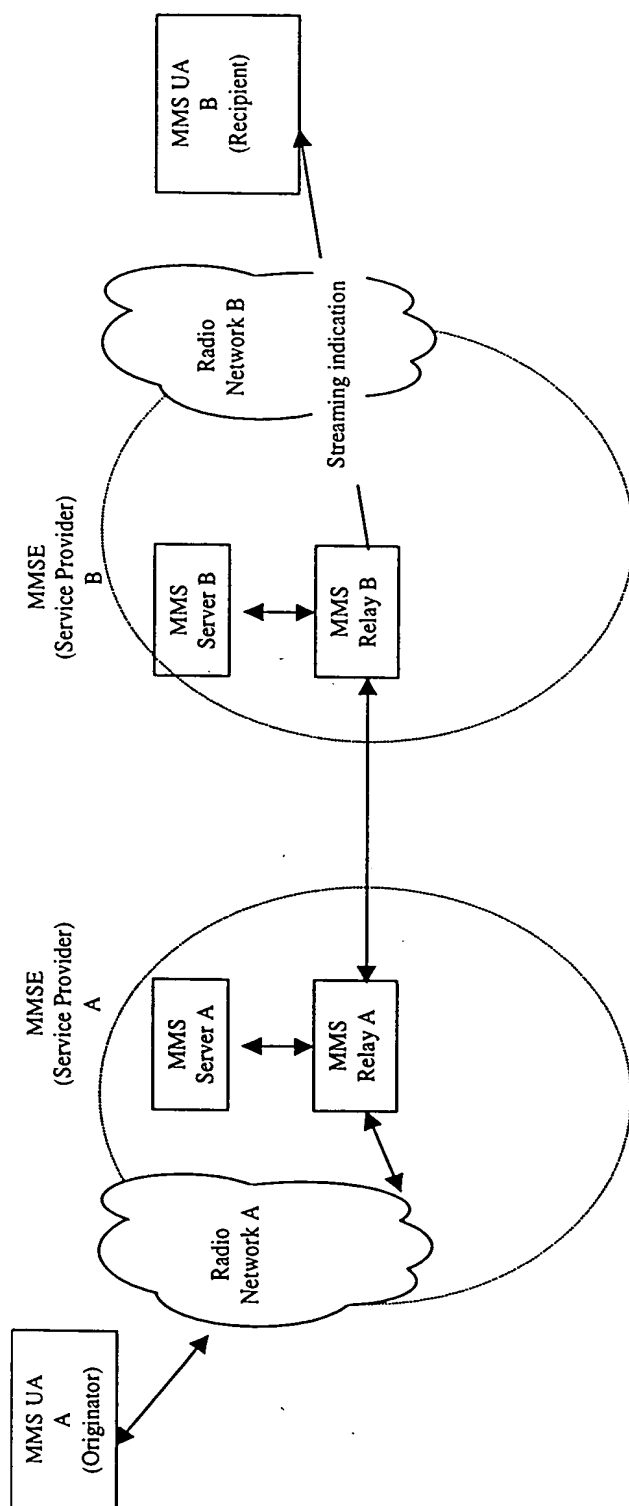 MMS UA
A
(Originator)
Radio
Network A
MMSE
(Service Provider)
A
MMS
Server A
MMS
Relay A
MMSE
(Service Provider)
B
MMS
Server B
MMS
Relay B
Radio
Network B
Streaming indication
MMS UA
B
(Recipient)